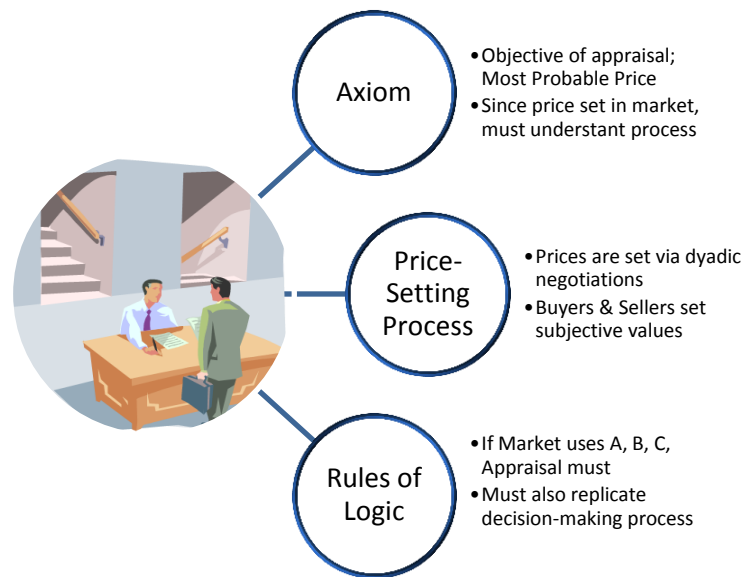 Axiom
•Objective of appraisal;
Most Probable Price
•Since price set in market,
must understant process
Price-
Setting
Process
•Prices are set via dyadic
negotiations
•Buyers & Sellers set
subjective values
Rules of
Logic
•If Market uses A, B, C,
Appraisal must
•Must also replicate
decision-making process